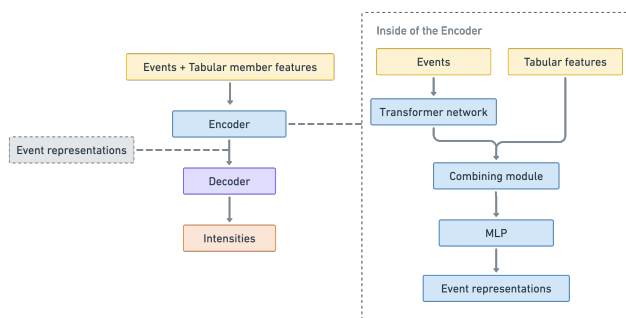 Events + Tabular member features
Encoder
Event representations
Decoder
Intensities
Inside of the Encoder
Events
Tabular features
Transformer network
Combining module
MLP
Event representations